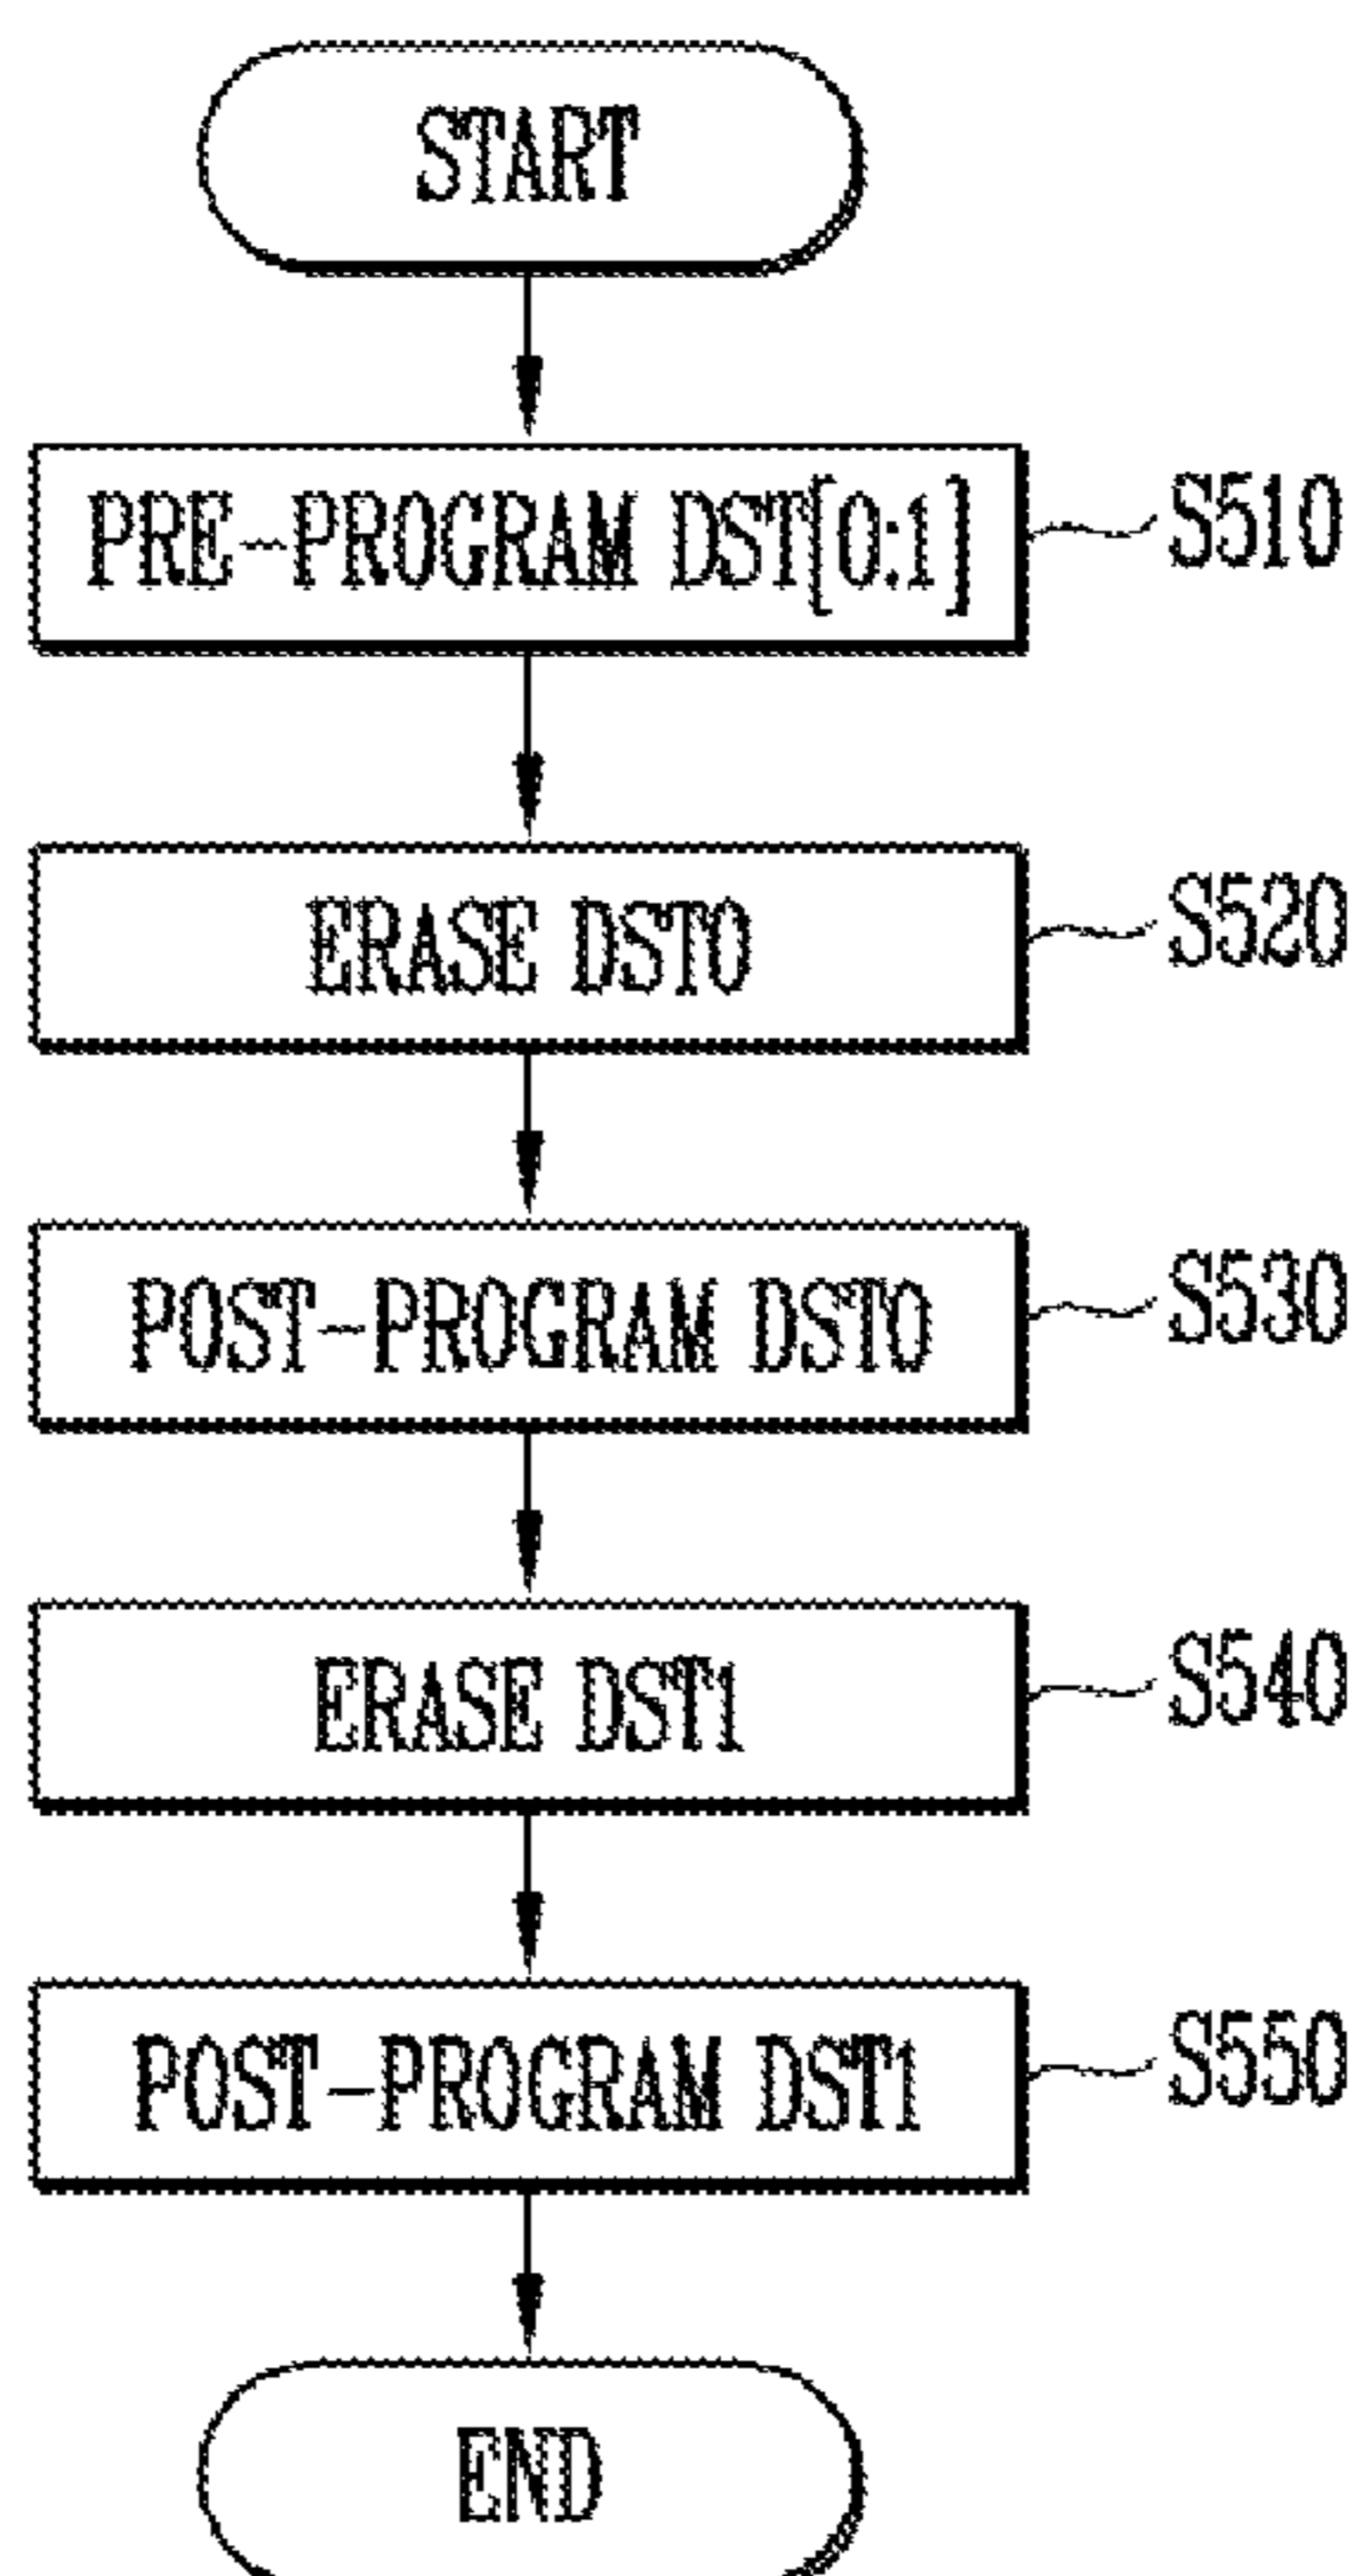 START
PRE-PROGRAM DST[0:1] S510
ERASE DST0 S520
POST-PROGRAM DST0 S530
ERASE DST1 S540
POST-PROGRAM DST1 S550
END